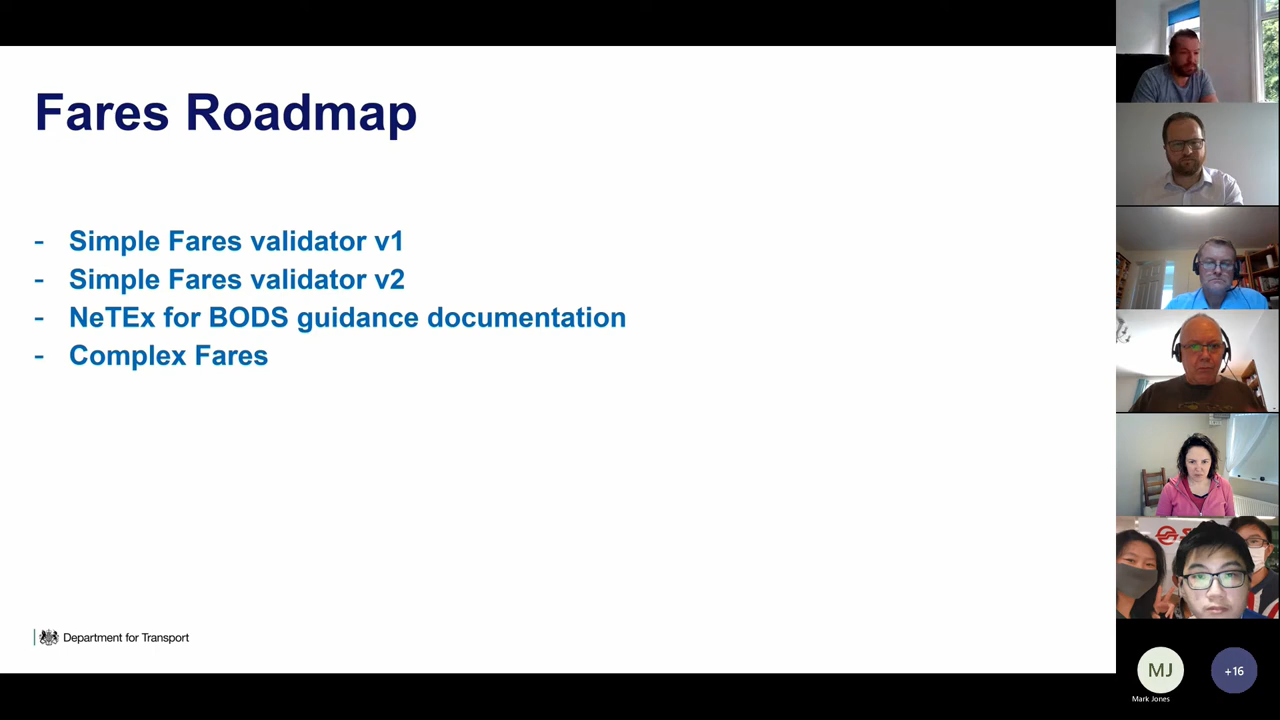 Fares Roadmap
- Simple Fares validator v1
- Simple Fares validator v2
- NeTEx for BODS guidance documentation
- Complex Fares
Department for Transport
MJ
+16
Mark Jones